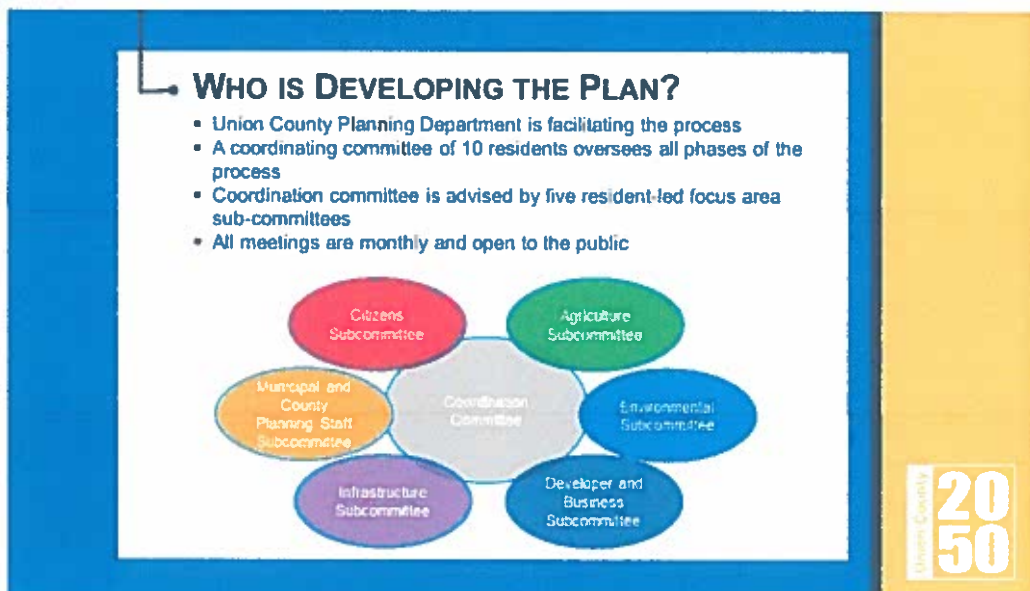 WHO IS DEVELOPING THE PLAN?
▪ Union County Planning Department is facilitating the process
▪ A coordinating committee of 10 residents oversees all phases of the
process
▪ Coordination committee is advised by five resident-led focus area
sub-committees
▪ All meetings are monthly and open to the public
Citizens
Subcommittee
Agriculture
Subcommittee
Municipal and
County
Planning Staff
Subcommittee
Coordination
Committee
Environmental
Subcommittee
Infrastructure
Subcommittee
Developer and
Business
Subcommittee
Union County
20
50